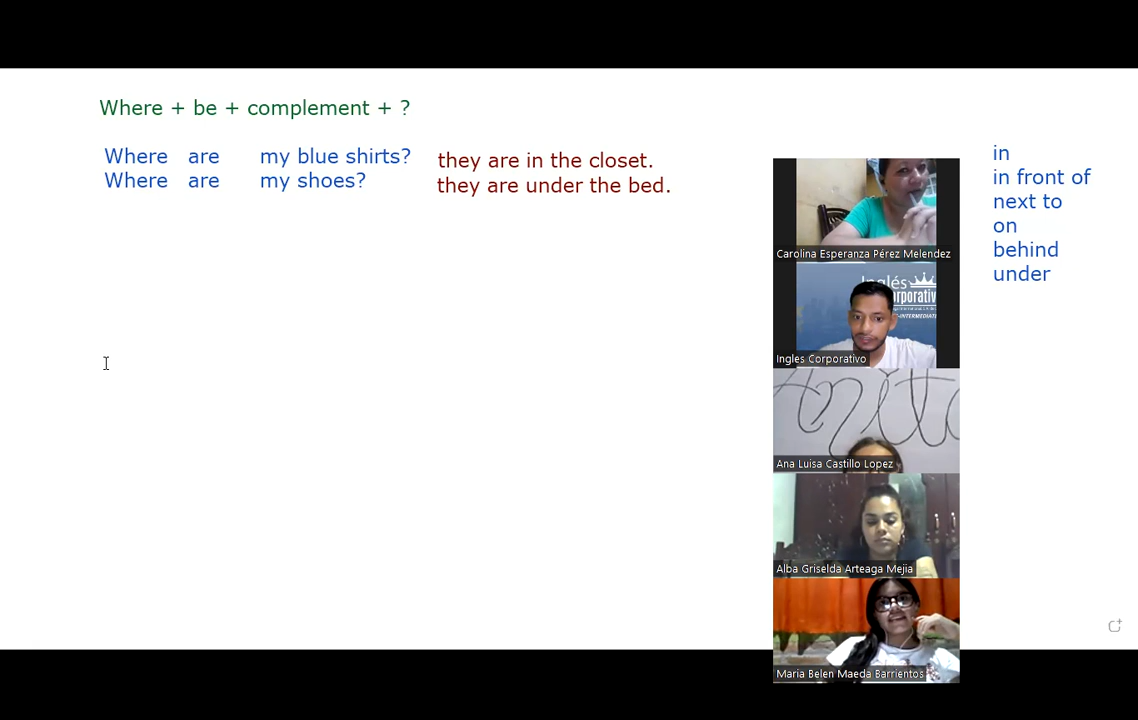 Where + be + complement + ?
Where are my blue shirts? they are in the closet.
Where are my shoes? they are under the bed.
in
in front of
next to
on
behind
under
Carolina Esperanza Pérez Melendez
Inglés
Ingles Corporativo
Ana Luisa Castillo Lopez
Alba Griselda Arteaga Mejia
Maria Belen Maeda Barrientos